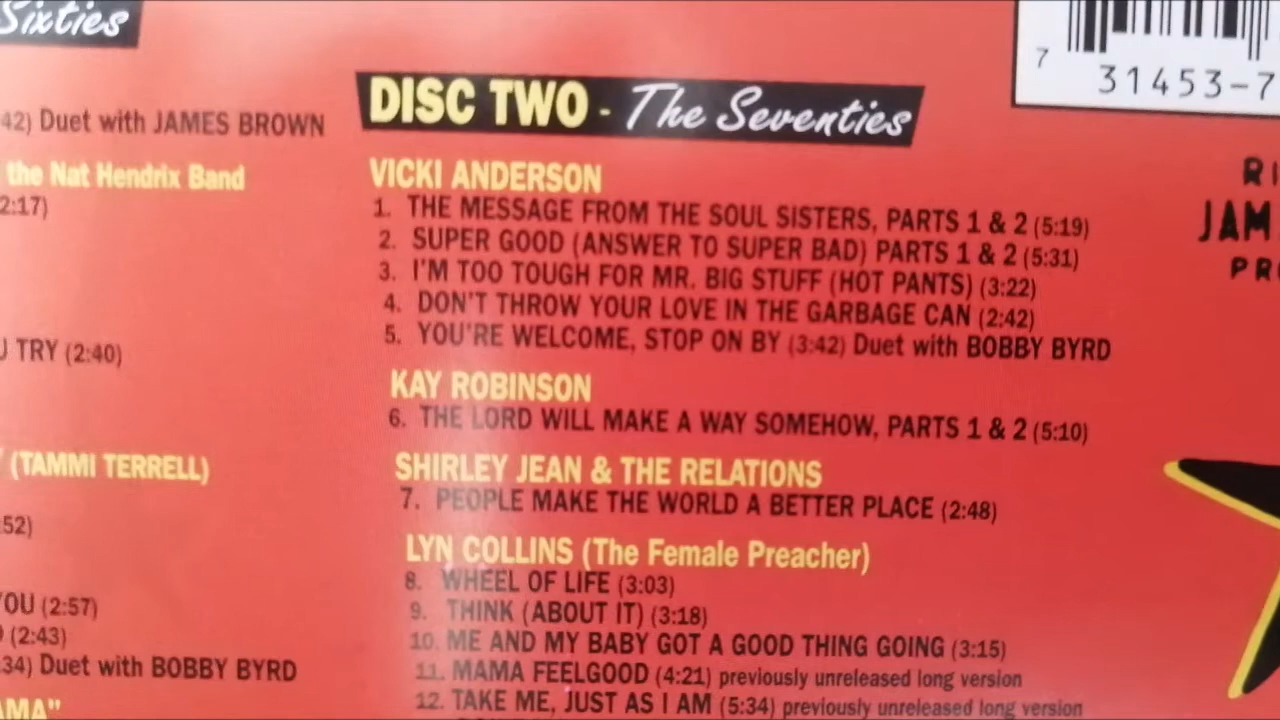 Sixties
42) Duet with JAMES BROWN
the Nat Hendrix Band
2:17)
TRY (2:40)
(TAMMI TERRELL)
:52)
YOU (2:57)
(2:43)
:34) Duet with BOBBY BYRD
AMA"
DISC TWO - The Seventies
VICKI ANDERSON
1. THE MESSAGE FROM THE SOUL SISTERS, PARTS 1 & 2 (5:19)
2. SUPER GOOD (ANSWER TO SUPER BAD) PARTS 1 & 2 (5:31)
3. I'M TOO TOUGH FOR MR. BIG STUFF (HOT PANTS) (3:22)
4. DON'T THROW YOUR LOVE IN THE GARBAGE CAN (2:42)
5. YOU'RE WELCOME, STOP ON BY (3:42) Duet with BOBBY BYRD
KAY ROBINSON
6. THE LORD WILL MAKE A WAY SOMEHOW, PARTS 1 & 2 (5:10)
SHIRLEY JEAN & THE RELATIONS
7. PEOPLE MAKE THE WORLD A BETTER PLACE (2:48)
LYN COLLINS (The Female Preacher)
8. WHEEL OF LIFE (3:03)
9. THINK (ABOUT IT) (3:18)
10. ME AND MY BABY GOT A GOOD THING GOING (3:15)
11. MAMA FEELGOOD (4:21) previously unreleased long version
12. TAKE ME, JUST AS I AM (5:34) previously unreleased long version
7 31453-7
RI
JAM
PR